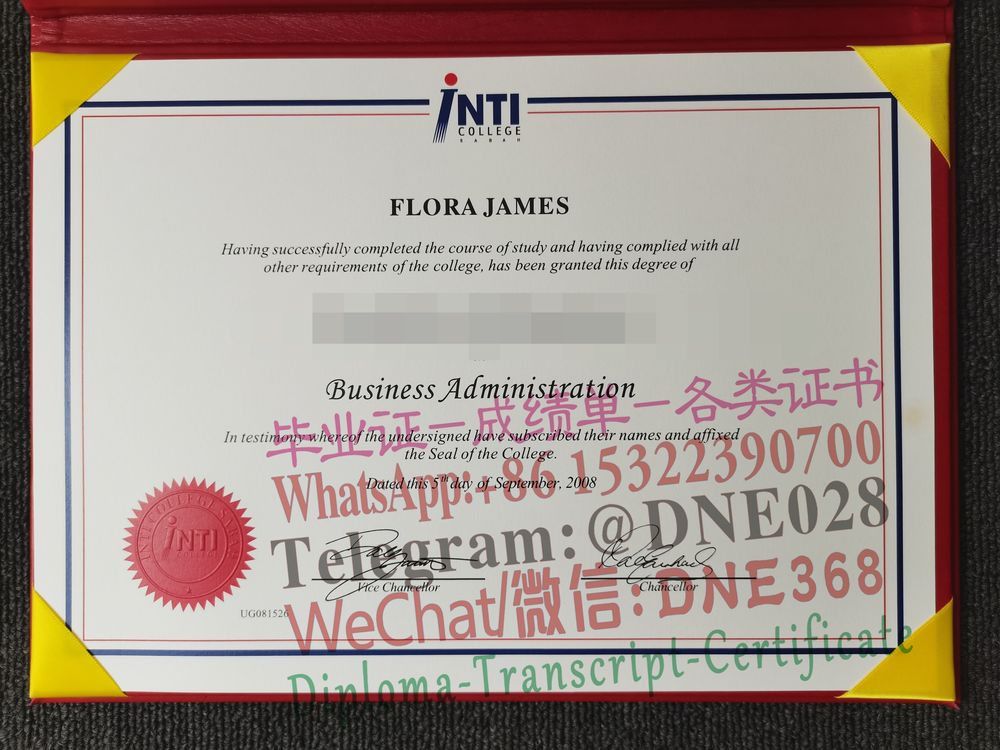 INTI
COLLEGE
SABAH
FLORA JAMES
Having successfully completed the course of study and having complied with all
other requirements of the college, has been granted this degree of
Business Administration
毕业证－成绩单－各类证书
In testimony whereof the undersigned have subscribed their names and affixed
the Seal of the College.
WhatsApp:+86 15322390700
Dated this 5th day of September, 2008
Telegram: @DNE028
INTI COLLEGE SABAH
INTI
Vice Chancellor
Chancellor
WeChat/微信:DNE368
UG081526
Diploma-Transcript-Certificate